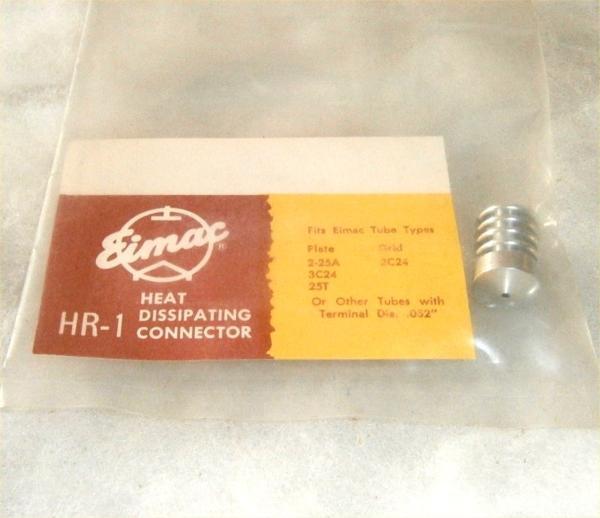 Eimac®
HR-1 HEAT
DISSIPATING
CONNECTOR
Fits Eimac Tube Types
Plate Grid
2-25A 3C24
3C24
25T
Or Other Tubes with
Terminal Dia. .052"